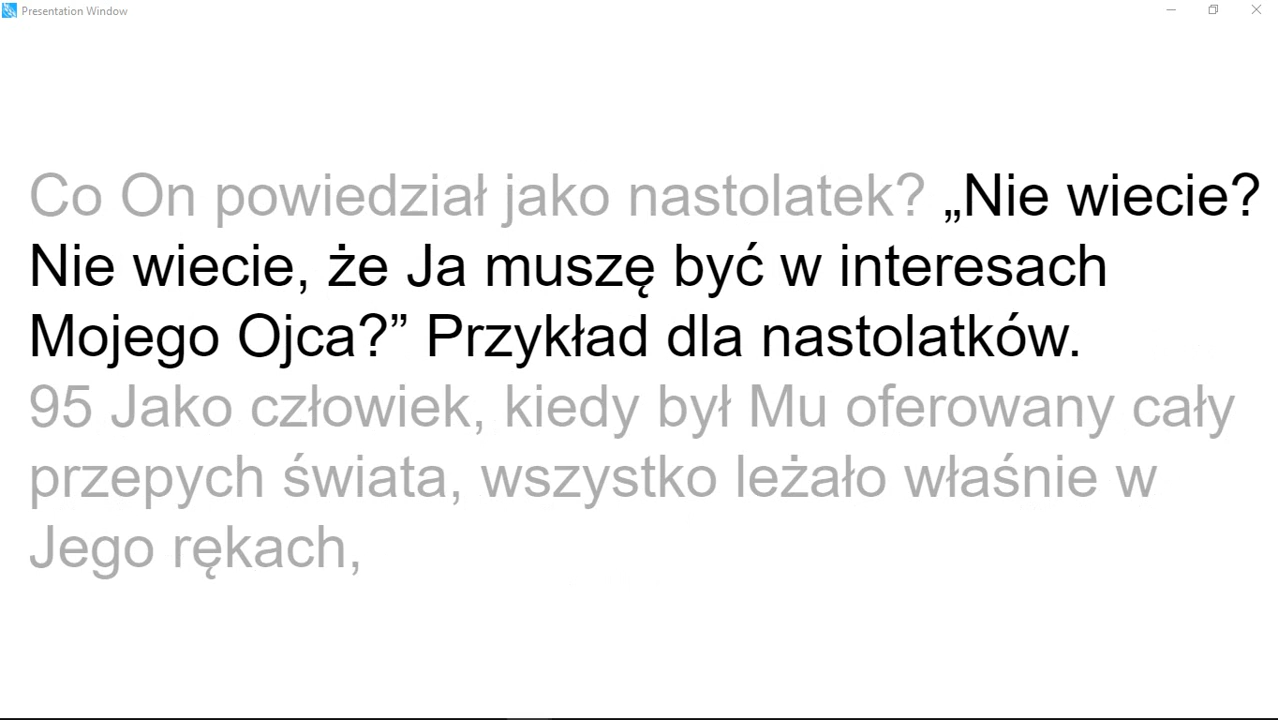 Presentation Window
Co On powiedział jako nastolatek? „Nie wiecie?
Nie wiecie, że Ja muszę być w interesach
Mojego Ojca?” Przykład dla nastolatków.
95 Jako człowiek, kiedy był Mu oferowany cały
przepych świata, wszystko leżało właśnie w
Jego rękach,